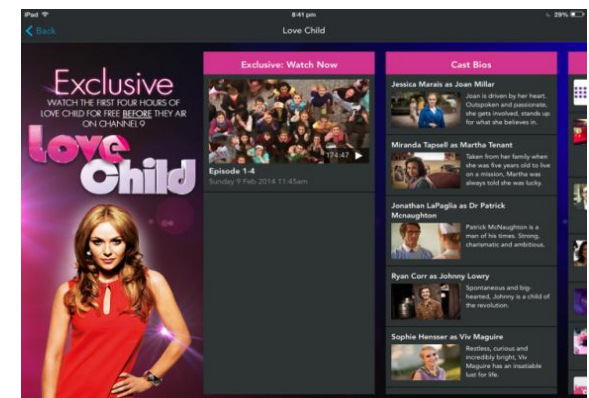 iPad
8:41 pm
29%
Back
Love Child
Exclusive
WATCH THE FIRST FOUR HOURS OF
LOVE CHILD FOR FREE BEFORE THEY AIR
ON CHANNEL 9
Love
Child
Exclusive: Watch Now
174:47
Episode 1-4
Sunday 9 Feb 2014 11:45am
Cast Bios
Jessica Marais as Joan Millar
Joan is driven by her heart.
Outspoken and passionate,
she gets involved, stands up
for what she believes in.
Miranda Tapsell as Martha Tenant
Taken from her family when
she was five years old to live
on a mission, Martha was
always told she was lucky.
Jonathan LaPaglia as Dr Patrick
Mcnaughton
Patrick McNaughton is a
man of his times. Strong,
charismatic and ambitious.
Ryan Corr as Johnny Lowry
Spontaneous and big-
hearted, Johnny is a child of
the revolution.
Sophie Hensser as Viv Maguire
Restless, curious and
incredibly bright, Viv
Maguire has an insatiable
lust for life.